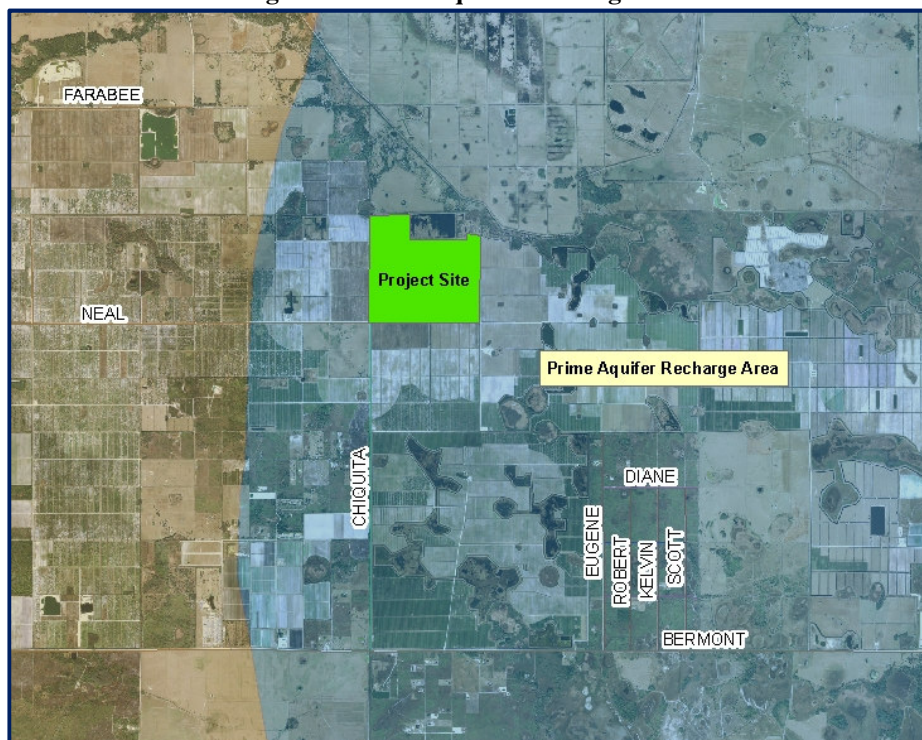 FARABEE
Project Site
NEAL
Prime Aquifer Recharge Area
CHIQUITA
DIANE
EUGENE
ROBERT
KELVIN
SCOTT
BERMONT